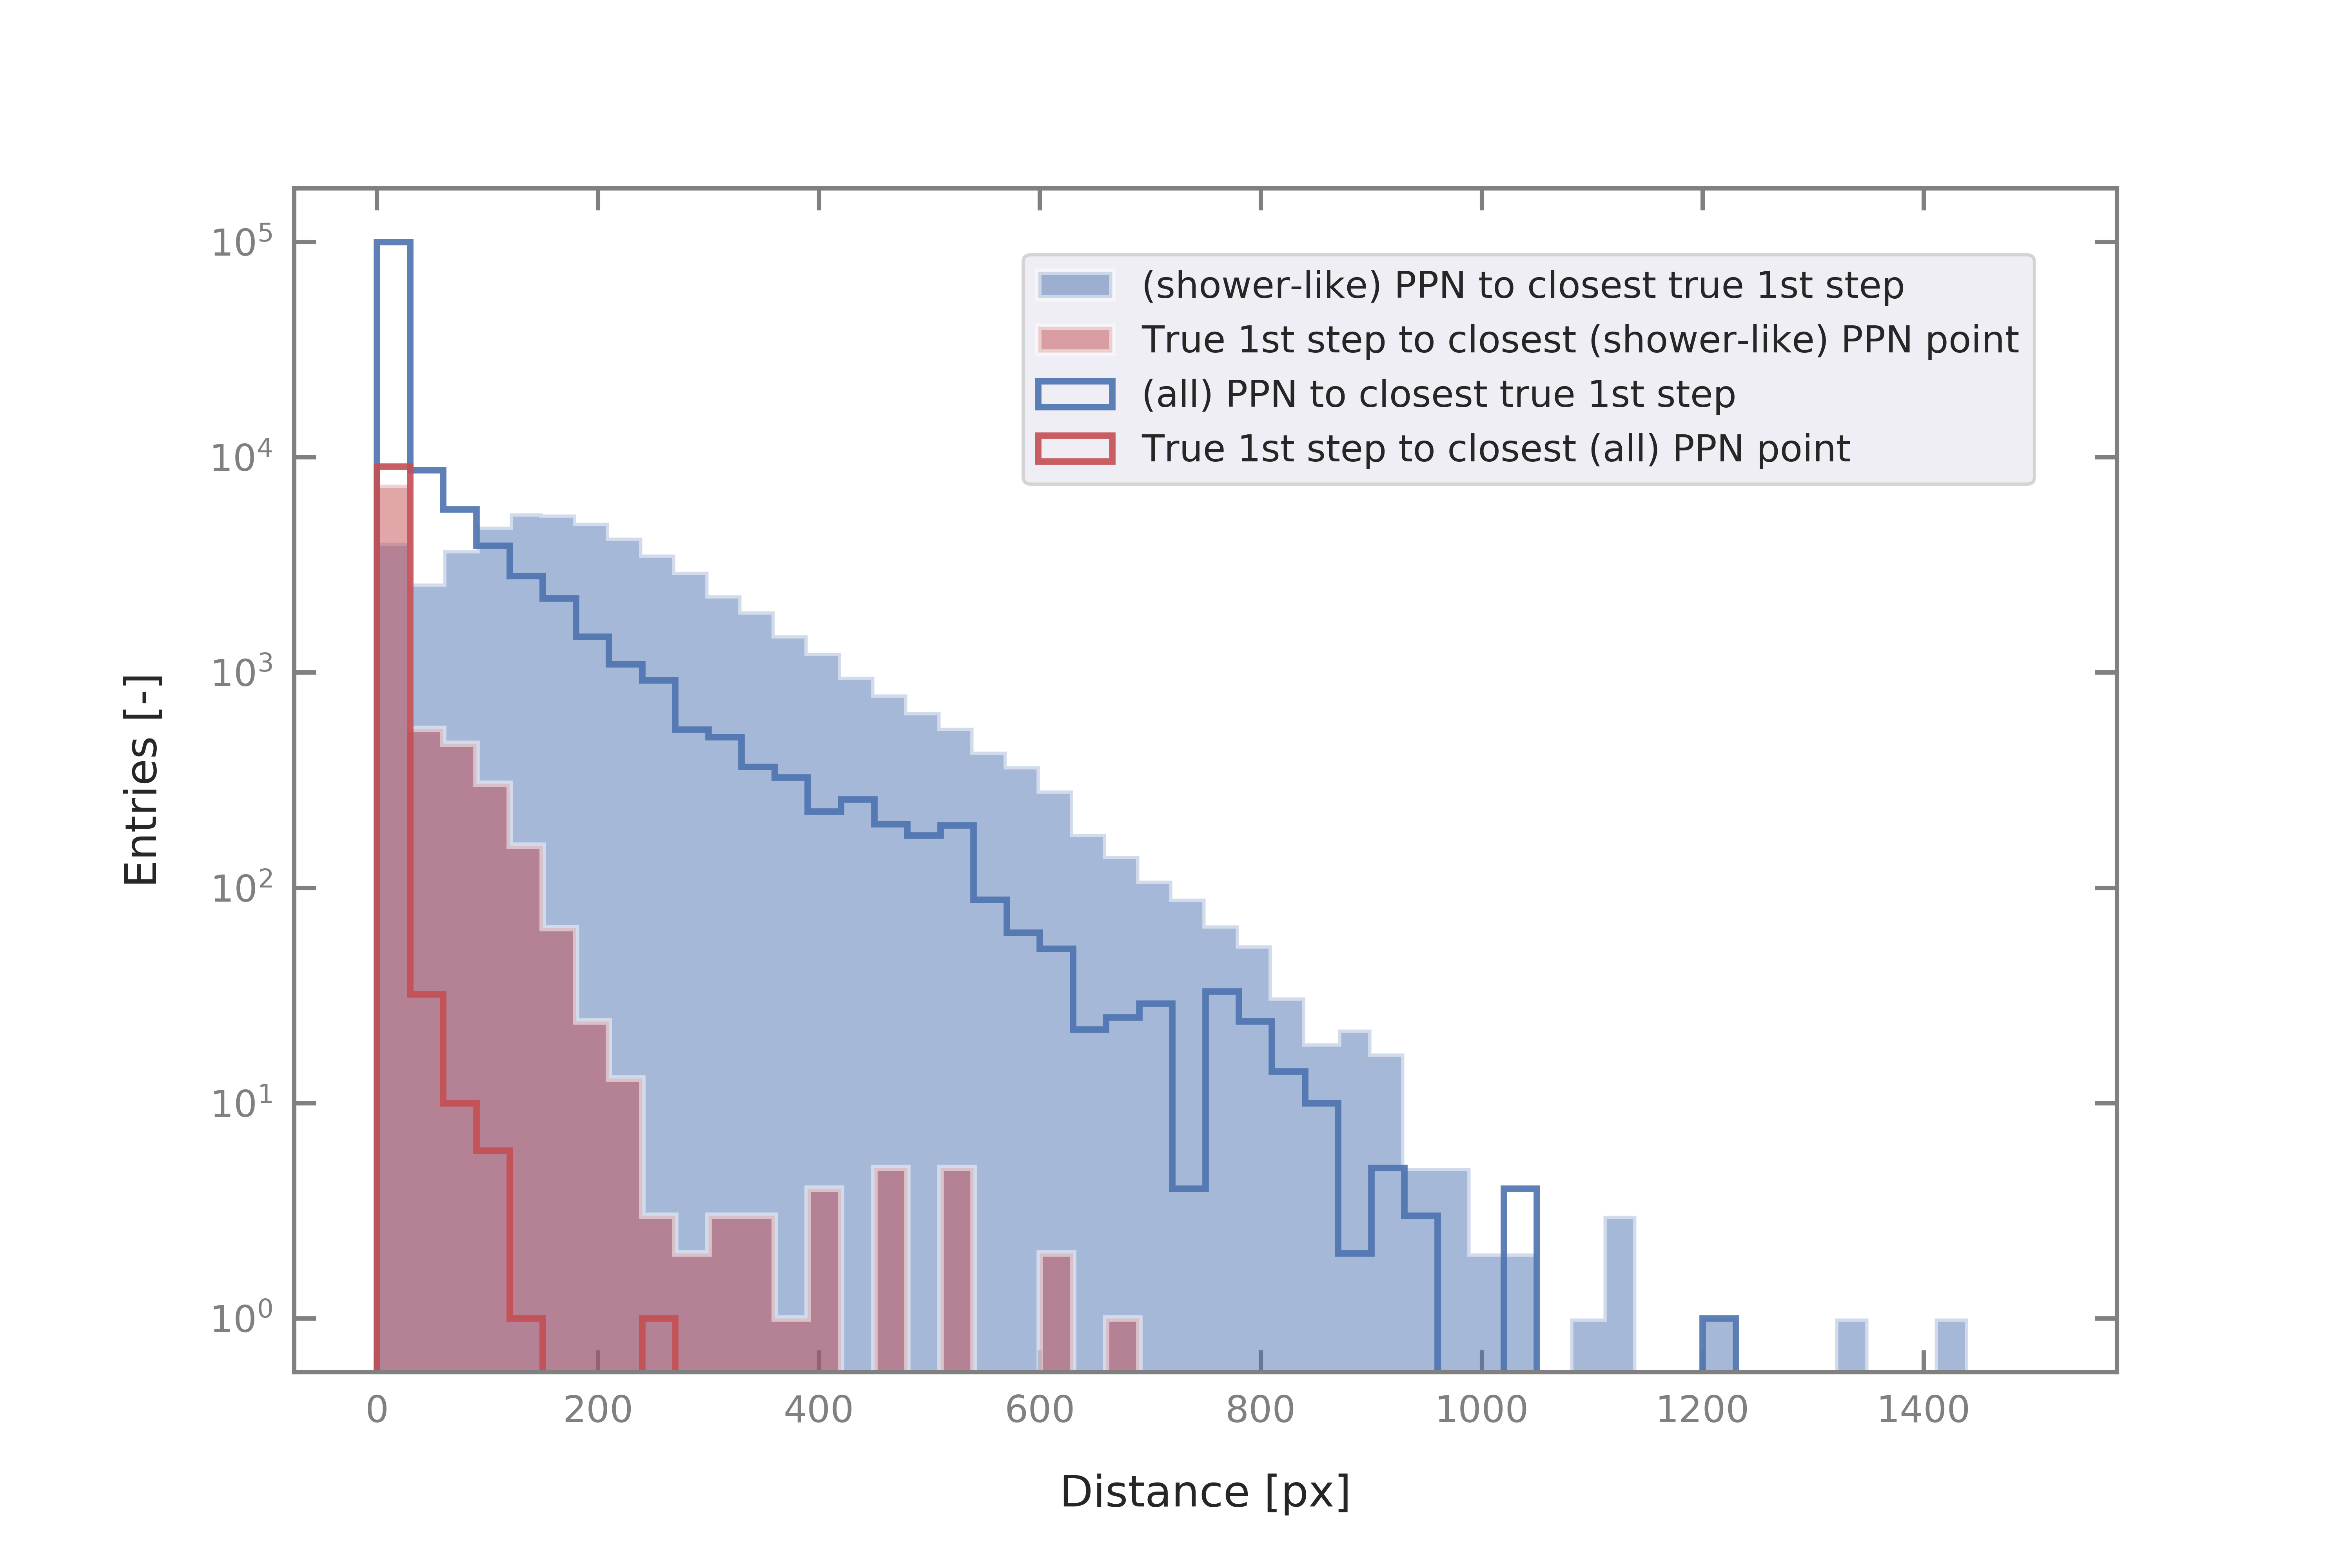 10^5
10^4
10^3
10^2
10^1
10^0
Entries [-]
(shower-like) PPN to closest true 1st step
True 1st step to closest (shower-like) PPN point
(all) PPN to closest true 1st step
True 1st step to closest (all) PPN point
0 200 400 600 800 1000 1200 1400
Distance [px]